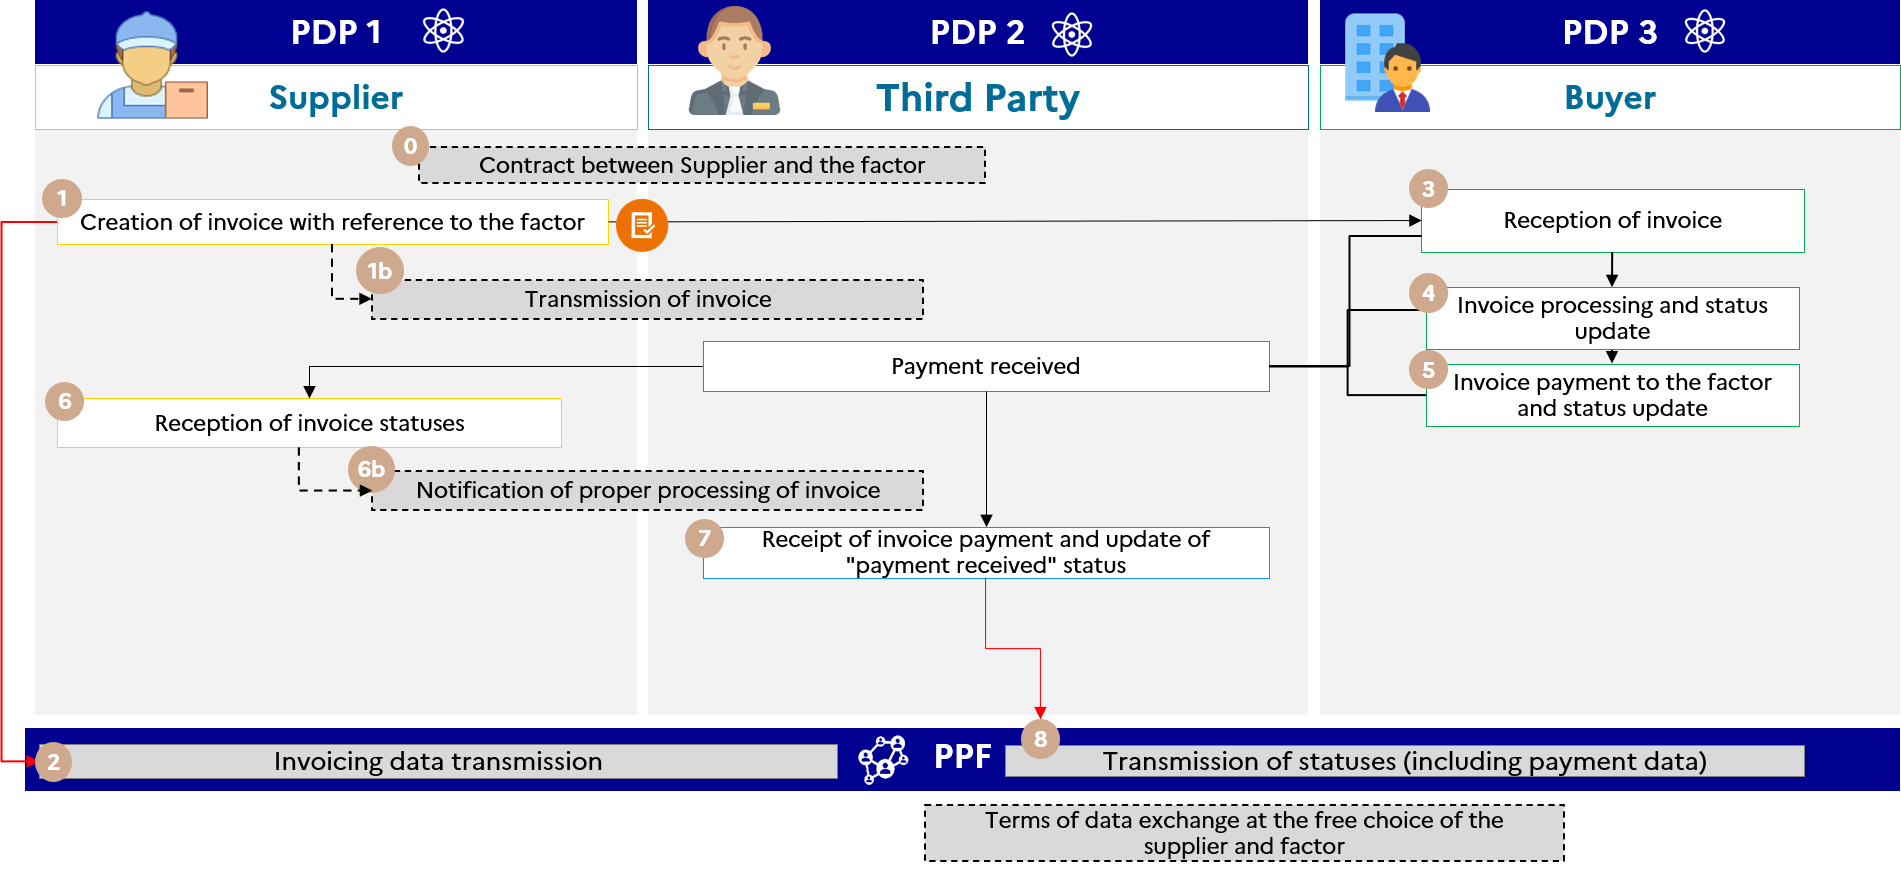 PDP 1
PDP 2
PDP 3
Supplier
Third Party
Buyer
0
Contract between Supplier and the factor
1
Creation of invoice with reference to the factor
3
Reception of invoice
1b
Transmission of invoice
4
Invoice processing and status
update
Payment received
5
Invoice payment to the factor
and status update
6
Reception of invoice statuses
6b
Notification of proper processing of invoice
7
Receipt of invoice payment and update of
"payment received" status
2
Invoicing data transmission
PPF
8
Transmission of statuses (including payment data)
Terms of data exchange at the free choice of the
supplier and factor